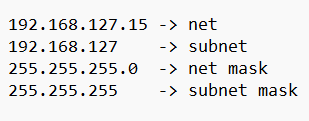 192.168.127.15 -> net
192.168.127    -> subnet
255.255.255.0  -> net mask
255.255.255    -> subnet mask